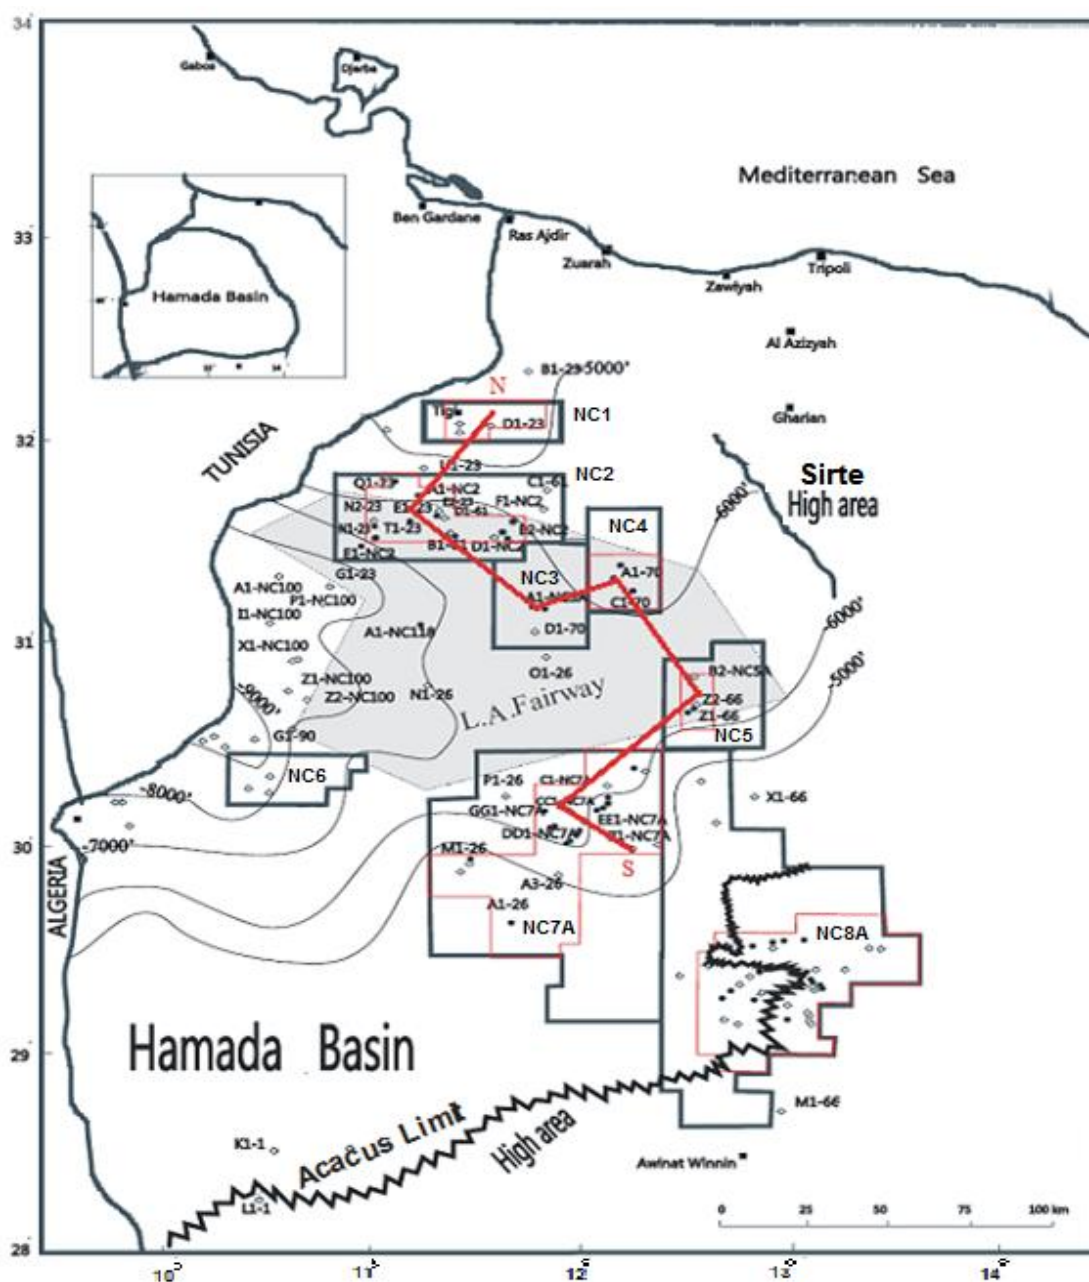 34
Gabos
Djerba
Mediterranean Sea
Ben Gardane
33
Ras Ajdir
Zuarah
Tripoli
Zawiyah
Hamada Basin
Al Azizyah
B1-23
-5000'
N
Gharian
NC1
D1-23
32
TUNISIA
U1-23
NC2
Sirte
High area
A1-NC2
C1-61
N2-23
F1-NC2
NC4
-6000'
N1-23
T1-23
B2-NC2
E1-NC2
D1-NC2
G1-23
NC3
A1-70
A1-NC100
P1-NC100
C1-70
I1-NC100
A1-NC118
D1-70
-6000'
31
X1-NC100
O1-26
B2-NC5A
-5000'
Z1-NC100
Z2-NC100
N1-26
L.A.Fairway
Z2-66
-9000'
Z1-66
G1-90
NC5
NC6
P1-26
C1-NC7A
-8000'
GG1-NC7A
CC1-NC7A
X1-66
EE1-NC7A
DD1-NC7A
-7000'
30
M1-26
S
A3-26
ALGERIA
A1-26
NC7A
NC8A
Hamada Basin
29
M1-66
K1-1
Acacus Limit
High area
Awinat Winnin
L1-1
0 25 50 75 100 km
28
10 11 12 13 14